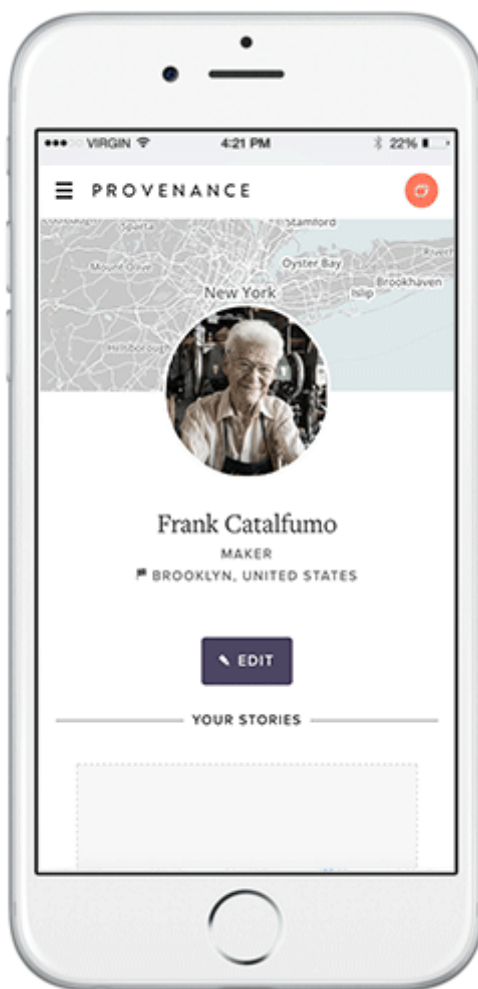 VIRGIN 4:21 PM 22%
PROVENANCE
Sparta
Stamford
Mount Olive
Oyster Bay
Riverh
New York
Islip
Brookhaven
Hillsborough
Frank Catalfumo
MAKER
BROOKLYN, UNITED STATES
EDIT
YOUR STORIES